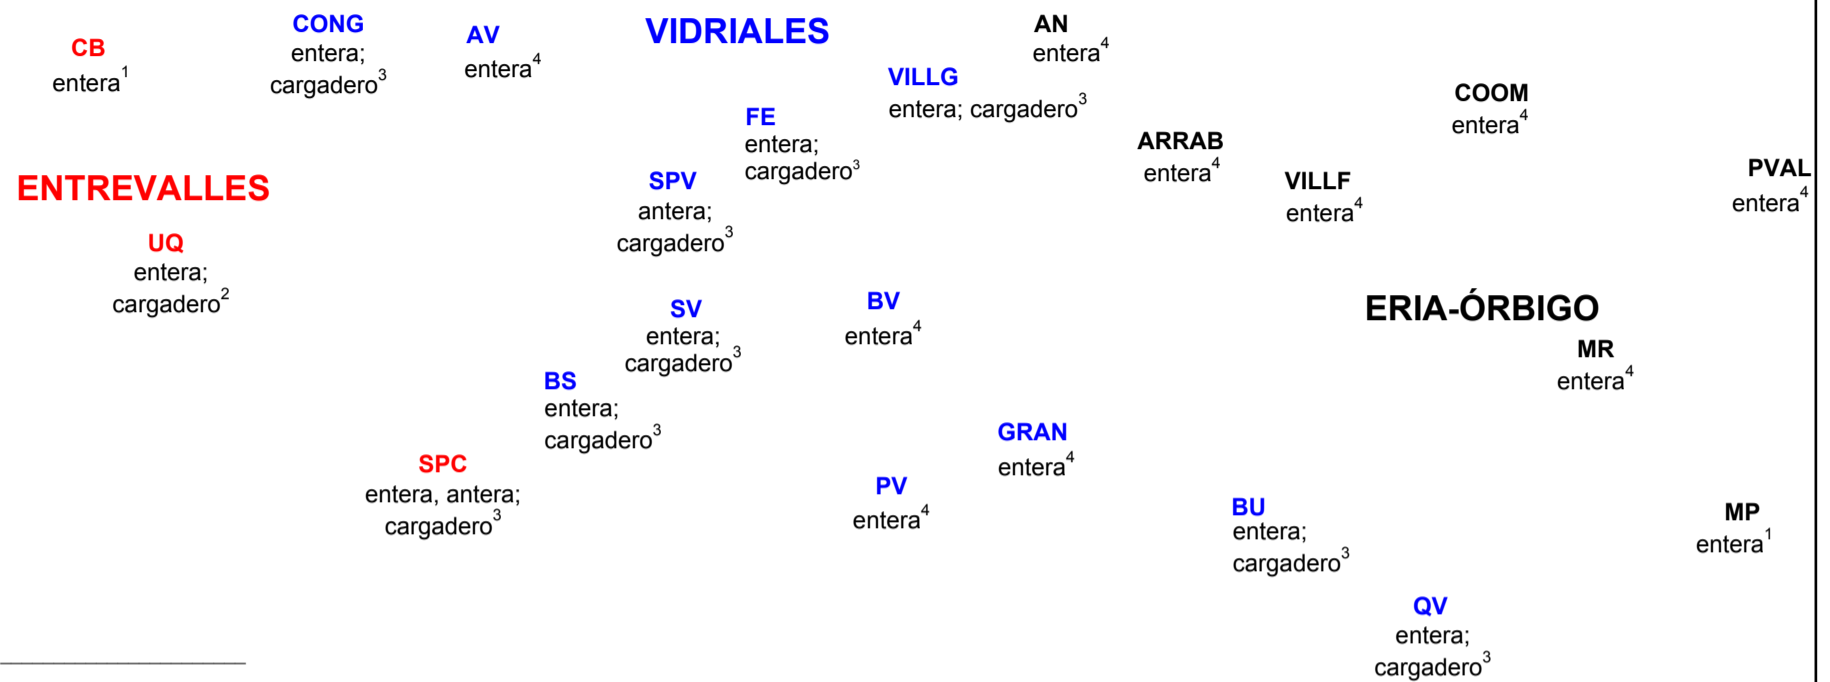 CB
entera1
CONG
entera;
cargadero3
AV
entera4
VIDRIALES
AN
entera4
VILLG
entera; cargadero3
FE
entera;
cargadero3
COOM
entera4
ARRAB
entera4
VILLF
entera4
PVAL
entera4
ENTREVALLES
SPV
antera;
cargadero3
UQ
entera;
cargadero2
SV
entera;
cargadero3
BV
entera4
ERIA-ÓRBIGO
MR
entera4
BS
entera;
cargadero3
GRAN
entera4
SPC
entera, antera;
cargadero3
PV
entera4
BU
entera;
cargadero3
MP
entera1
QV
entera;
cargadero3